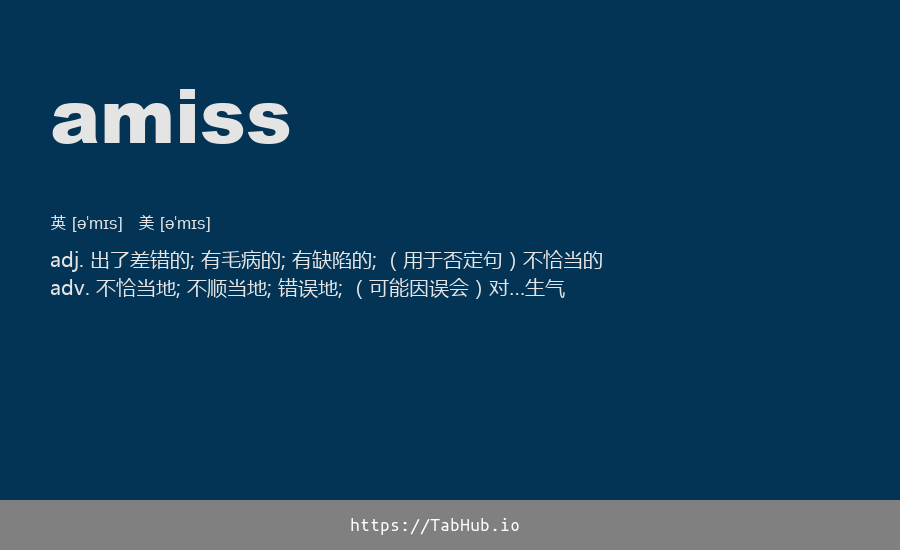 amiss
英 [ə'mɪs] 美 [ə'mɪs]
adj. 出了差错的; 有毛病的; 有缺陷的; （用于否定句）不恰当的
adv. 不恰当地; 不顺当地; 错误地; （可能因误会）对…生气
https://TabHub.io